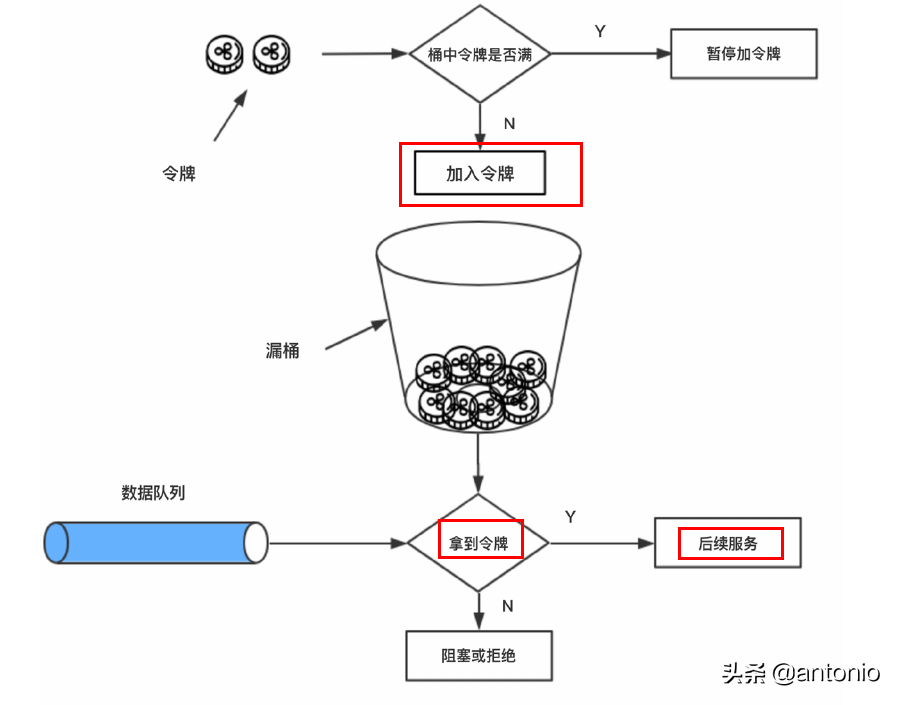 桶中令牌是否满
Y
暂停加令牌
N
令牌
加入令牌
漏桶
数据队列
拿到令牌
Y
后续服务
N
阻塞或拒绝
头条 @antonio